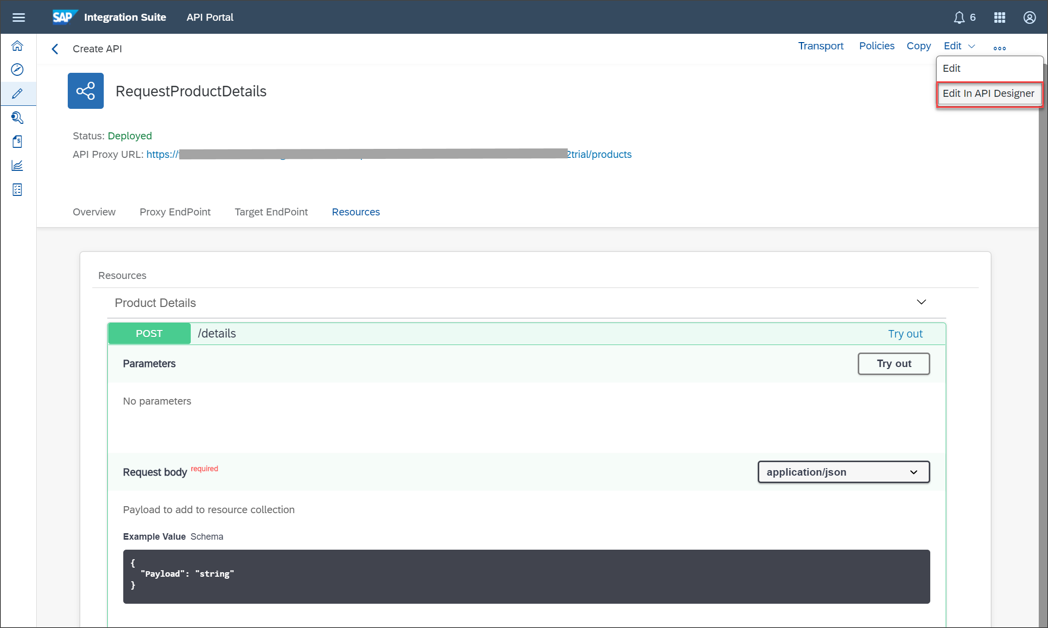 SAP Integration Suite API Portal 6
Create API Transport Policies Copy Edit
Edit
Edit In API Designer
RequestProductDetails
Status: Deployed
API Proxy URL: https:// 2trial/products
Overview Proxy EndPoint Target EndPoint Resources
Resources
Product Details
POST /details Try out
Parameters Try out
No parameters
Request body required application/json
Payload to add to resource collection
Example Value Schema
{
"Payload": "string"
}